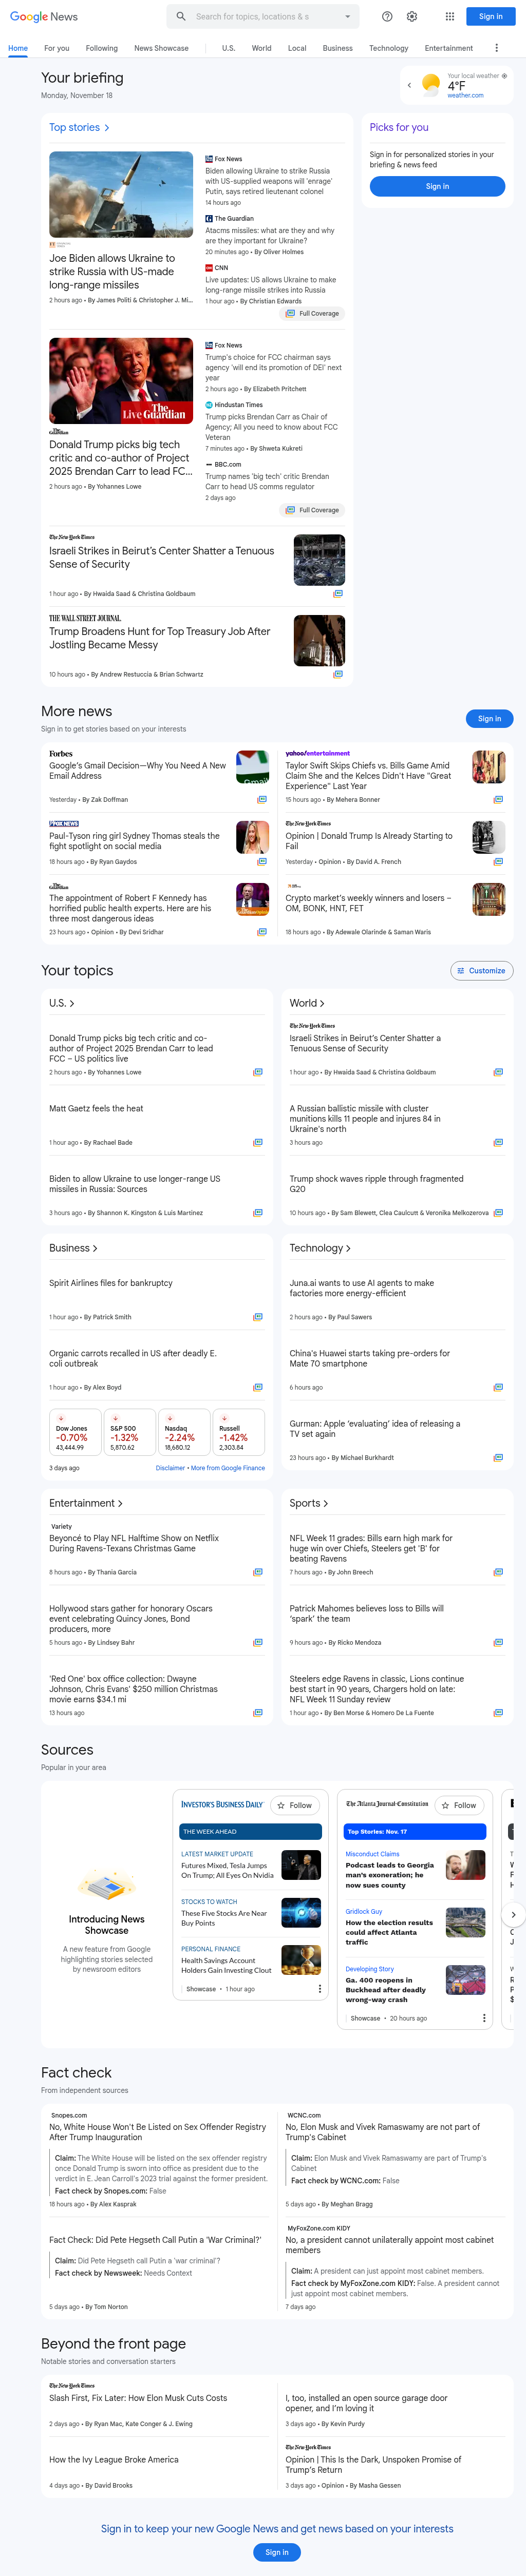 Google News
Search for topics, locations & s
Sign in
Home
For you
Following
News Showcase
U.S.
World
Local
Business
Technology
Entertainment
Your briefing
Monday, November 18
Your local weather
4°F
weather.com
Top stories
Joe Biden allows Ukraine to
strike Russia with US-made
long-range missiles
2 hours ago • By James Politi & Christopher J. Mi...
Fox News
Biden allowing Ukraine to strike Russia
with US-supplied weapons will 'enrage'
Putin, says retired lieutenant colonel
14 hours ago
The Guardian
Atacms missiles: what are they and why
are they important for Ukraine?
20 minutes ago • By Oliver Holmes
CNN
Live updates: US allows Ukraine to make
long-range missile strikes into Russia
1 hour ago • By Christian Edwards
Full Coverage
Picks for you
Sign in for personalized stories in your
briefing & news feed
Sign in
Live The Guardian
The Guardian
Donald Trump picks big tech
critic and co-author of Project
2025 Brendan Carr to lead FC...
2 hours ago • By Yohannes Lowe
Fox News
Trump's choice for FCC chairman says
agency 'will end its promotion of DEI' next
year
2 hours ago • By Elizabeth Pritchett
Hindustan Times
Trump picks Brendan Carr as Chair of
Agency; All you need to know about FCC
Veteran
7 minutes ago • By Shweta Kukreti
BBC.com
Trump names 'big tech' critic Brendan
Carr to head US comms regulator
2 days ago
Full Coverage
The New York Times
Israeli Strikes in Beirut's Center Shatter a Tenuous
Sense of Security
1 hour ago • By Hwaida Saad & Christina Goldbaum
THE WALL STREET JOURNAL
Trump Broadens Hunt for Top Treasury Job After
Jostling Became Messy
10 hours ago • By Andrew Restuccia & Brian Schwartz
More news
Sign in to get stories based on your interests
Sign in
Forbes
Google's Gmail Decision—Why You Need A New
Email Address
Yesterday • By Zak Doffman
yahoo!entertainment
Taylor Swift Skips Chiefs vs. Bills Game Amid
Claim She and the Kelces Didn't Have "Great
Experience" Last Year
15 hours ago • By Mehera Bonner
FOX NEWS
Paul-Tyson ring girl Sydney Thomas steals the
fight spotlight on social media
18 hours ago • By Ryan Gaydos
The New York Times
Opinion | Donald Trump Is Already Starting to
Fail
Yesterday • Opinion • By David A. French
The Guardian
The appointment of Robert F Kennedy has
horrified public health experts. Here are his
three most dangerous ideas
23 hours ago • Opinion • By Devi Sridhar
Crypto market's weekly winners and losers –
OM, BONK, HNT, FET
18 hours ago • By Adewale Olarinde & Saman Waris
Your topics
Customize
U.S.
Donald Trump picks big tech critic and co-
author of Project 2025 Brendan Carr to lead
FCC – US politics live
2 hours ago • By Yohannes Lowe
Matt Gaetz feels the heat
1 hour ago • By Rachael Bade
Biden to allow Ukraine to use longer-range US
missiles in Russia: Sources
3 hours ago • By Shannon K. Kingston & Luis Martinez
World
The New York Times
Israeli Strikes in Beirut's Center Shatter a
Tenuous Sense of Security
1 hour ago • By Hwaida Saad & Christina Goldbaum
A Russian ballistic missile with cluster
munitions kills 11 people and injures 84 in
Ukraine's north
3 hours ago
Trump shock waves ripple through fragmented
G20
10 hours ago • By Sam Blewett, Clea Caulcutt & Veronika Melkozerova
Business
Spirit Airlines files for bankruptcy
1 hour ago • By Patrick Smith
Organic carrots recalled in US after deadly E.
coli outbreak
1 hour ago • By Alex Boyd
Dow Jones
-0.70%
43,444.99
S&P 500
-1.32%
5,870.62
Nasdaq
-2.24%
18,680.12
Russell
-1.42%
2,303.84
3 days ago
Disclaimer • More from Google Finance
Technology
Juna.ai wants to use AI agents to make
factories more energy-efficient
2 hours ago • By Paul Sawers
China's Huawei starts taking pre-orders for
Mate 70 smartphone
6 hours ago
Gurman: Apple 'evaluating' idea of releasing a
TV set again
23 hours ago • By Michael Burkhardt
Entertainment
Variety
Beyoncé to Play NFL Halftime Show on Netflix
During Ravens-Texans Christmas Game
8 hours ago • By Thania Garcia
Hollywood stars gather for honorary Oscars
event celebrating Quincy Jones, Bond
producers, more
5 hours ago • By Lindsey Bahr
'Red One' box office collection: Dwayne
Johnson, Chris Evans' $250 million Christmas
movie earns $34.1 mi
13 hours ago
Sports
NFL Week 11 grades: Bills earn high mark for
huge win over Chiefs, Steelers get 'B' for
beating Ravens
7 hours ago • By John Breech
Patrick Mahomes believes loss to Bills will
'spark' the team
9 hours ago • By Ricko Mendoza
Steelers edge Ravens in classic, Lions continue
best start in 90 years, Chargers hold on late:
NFL Week 11 Sunday review
1 hour ago • By Ben Morse & Homero De La Fuente
Sources
Popular in your area
Introducing News
Showcase
A new feature from Google
highlighting stories selected
by newsroom editors
INVESTOR'S BUSINESS DAILY
Follow
THE WEEK AHEAD
LATEST MARKET UPDATE
Futures Mixed, Tesla Jumps
On Trump; All Eyes On Nvidia
STOCKS TO WATCH
These Five Stocks Are Near
Buy Points
PERSONAL FINANCE
Health Savings Account
Holders Gain Investing Clout
Showcase • 1 hour ago
The Atlanta Journal-Constitution
Follow
Top Stories: Nov. 17
Misconduct Claims
Podcast leads to Georgia
man's exoneration; he
now sues county
Gridlock Guy
How the election results
could affect Atlanta
traffic
Developing Story
Ga. 400 reopens in
Buckhead after deadly
wrong-way crash
Showcase • 20 hours ago
Fact check
From independent sources
Snopes.com
No, White House Won't Be Listed on Sex Offender Registry
After Trump Inauguration
Claim: The White House will be listed on the sex offender registry
once Donald Trump is sworn into office as president due to the
verdict in E. Jean Carroll's 2023 trial against the former president.
Fact check by Snopes.com: False
18 hours ago • By Alex Kasprak
WCNC.com
No, Elon Musk and Vivek Ramaswamy are not part of
Trump's Cabinet
Claim: Elon Musk and Vivek Ramaswamy are part of Trump's
Cabinet
Fact check by WCNC.com: False
5 days ago • By Meghan Bragg
Fact Check: Did Pete Hegseth Call Putin a 'War Criminal?'
Claim: Did Pete Hegseth call Putin a 'war criminal'?
Fact check by Newsweek: Needs Context
5 days ago • By Tom Norton
MyFoxZone.com KIDY
No, a president cannot unilaterally appoint most cabinet
members
Claim: A president can just appoint most cabinet members.
Fact check by MyFoxZone.com KIDY: False. A president cannot
just appoint most cabinet members.
7 days ago
Beyond the front page
Notable stories and conversation starters
The New York Times
Slash First, Fix Later: How Elon Musk Cuts Costs
2 days ago • By Ryan Mac, Kate Conger & J. Ewing
I, too, installed an open source garage door
opener, and I'm loving it
3 days ago • By Kevin Purdy
How the Ivy League Broke America
4 days ago • By David Brooks
The New York Times
Opinion | This Is the Dark, Unspoken Promise of
Trump's Return
3 days ago • Opinion • By Masha Gessen
Sign in to keep your new Google News and get news based on your interests
Sign in